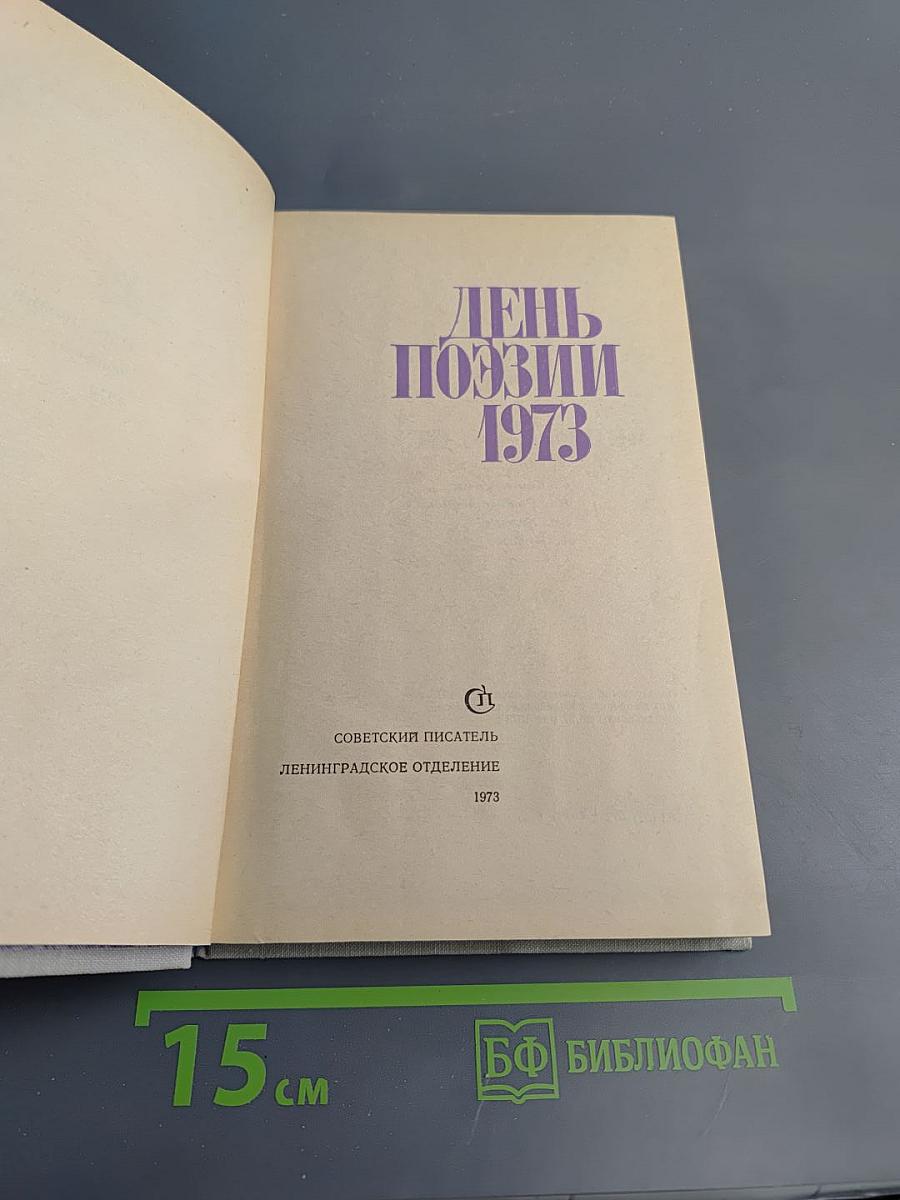 ДЕНЬ
ПОЭЗИИ
1973
СП
СОВЕТСКИЙ ПИСАТЕЛЬ
ЛЕНИНГРАДСКОЕ ОТДЕЛЕНИЕ
1973
15 см
БФ БИБЛИОФАН